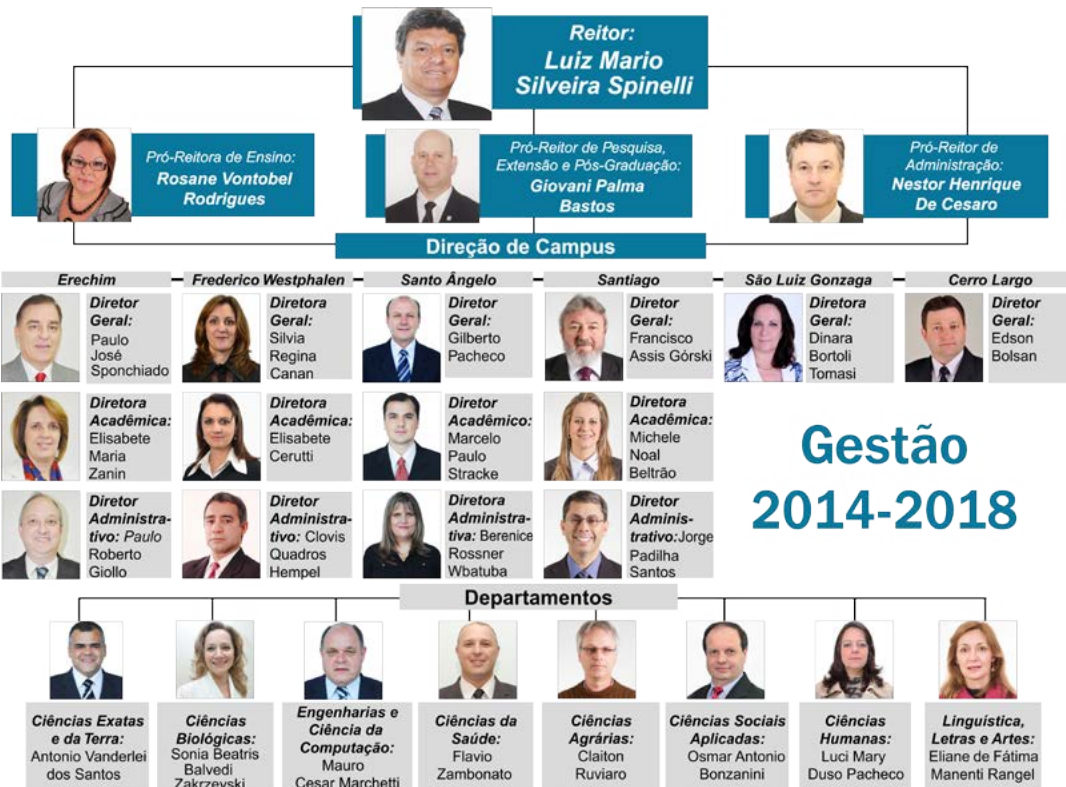 Reitor:
Luiz Mario
Silveira Spinelli
Pró-Reitora de Ensino:
Rosane Vontobel
Rodrigues
Pró-Reitor de Pesquisa,
Extensão e Pós-Graduação:
Giovani Palma
Bastos
Pró-Reitor de
Administração:
Nestor Henrique
De Cesaro
Direção de Campus
Erechim
Frederico Westphalen
Santo Ângelo
Santiago
São Luiz Gonzaga
Cerro Largo
Diretor
Geral:
Paulo
José
Sponchiado
Diretora
Geral:
Silvia
Regina
Canan
Diretor
Geral:
Gilberto
Pacheco
Diretor
Geral:
Francisco
Assis Górski
Diretora
Geral:
Dinara
Bortoli
Tomasi
Diretor
Geral:
Edson
Bolsan
Diretora
Acadêmica:
Elisabete
Maria
Zanin
Diretora
Acadêmica:
Elisabete
Cerutti
Diretor
Acadêmico:
Marcelo
Paulo
Stracke
Diretora
Acadêmica:
Michele
Noal
Beltrão
Gestão
2014-2018
Diretor
Administra-
tivo: Paulo
Roberto
Giollo
Diretor
Administra-
tivo: Clovis
Quadros
Hempel
Diretora
Administra-
tiva: Berenice
Rossner
Wbatuba
Diretor
Adminis-
trativo:Jorge
Padilha
Santos
Departamentos
Ciências Exatas
e da Terra:
Antonio Vanderlei
dos Santos
Ciências
Biológicas:
Sonia Beatris
Balvedi
Zakrzevski
Engenharias e
Ciência da
Computação:
Mauro
Cesar Marchetti
Ciências da
Saúde:
Flavio
Zambonato
Ciências
Agrárias:
Claiton
Ruviaro
Ciências Sociais
Aplicadas:
Osmar Antonio
Bonzanini
Ciências
Humanas:
Luci Mary
Duso Pacheco
Linguística,
Letras e Artes:
Eliane de Fátima
Manenti Rangel